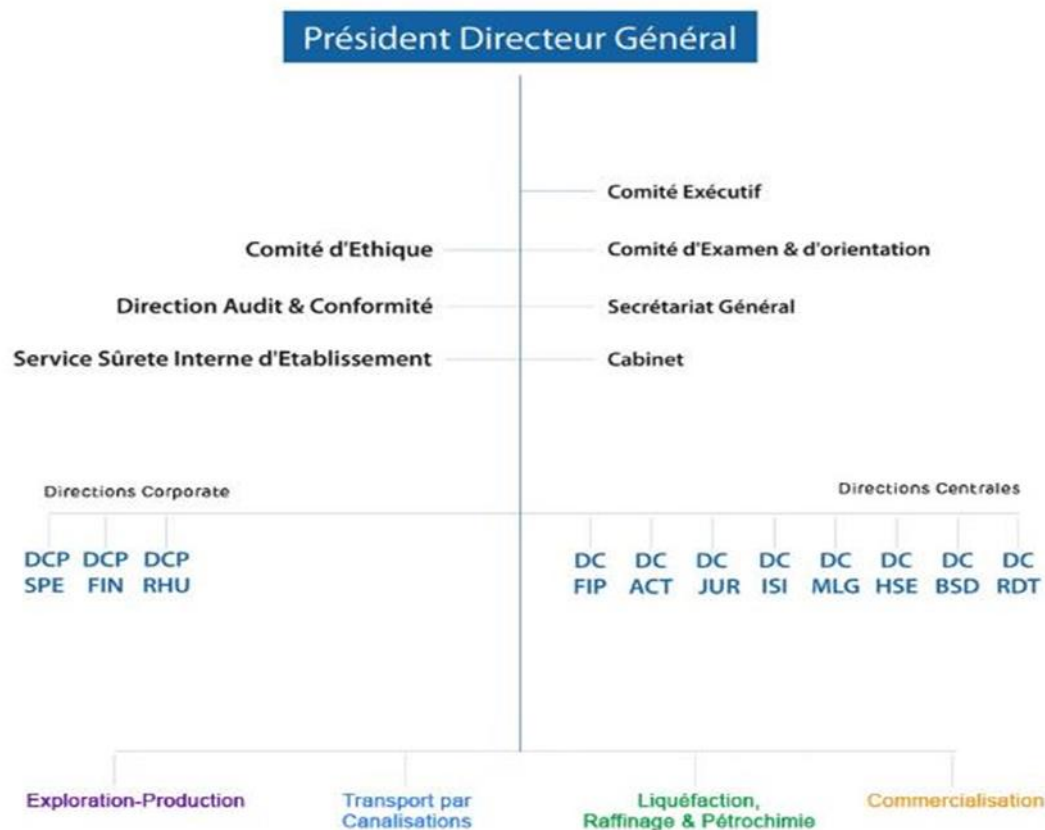 Président Directeur Général
Comité Exécutif
Comité d'Ethique
Comité d'Examen & d'orientation
Direction Audit & Conformité
Secrétariat Général
Service Sûrete Interne d'Etablissement
Cabinet
Directions Corporate
Directions Centrales
DCP SPE
DCP FIN
DCP RHU
DC FIP
DC ACT
DC JUR
DC ISI
DC MLG
DC HSE
DC BSD
DC RDT
Exploration-Production
Transport par
Canalisations
Liquéfaction,
Raffinage & Pétrochimie
Commercialisation